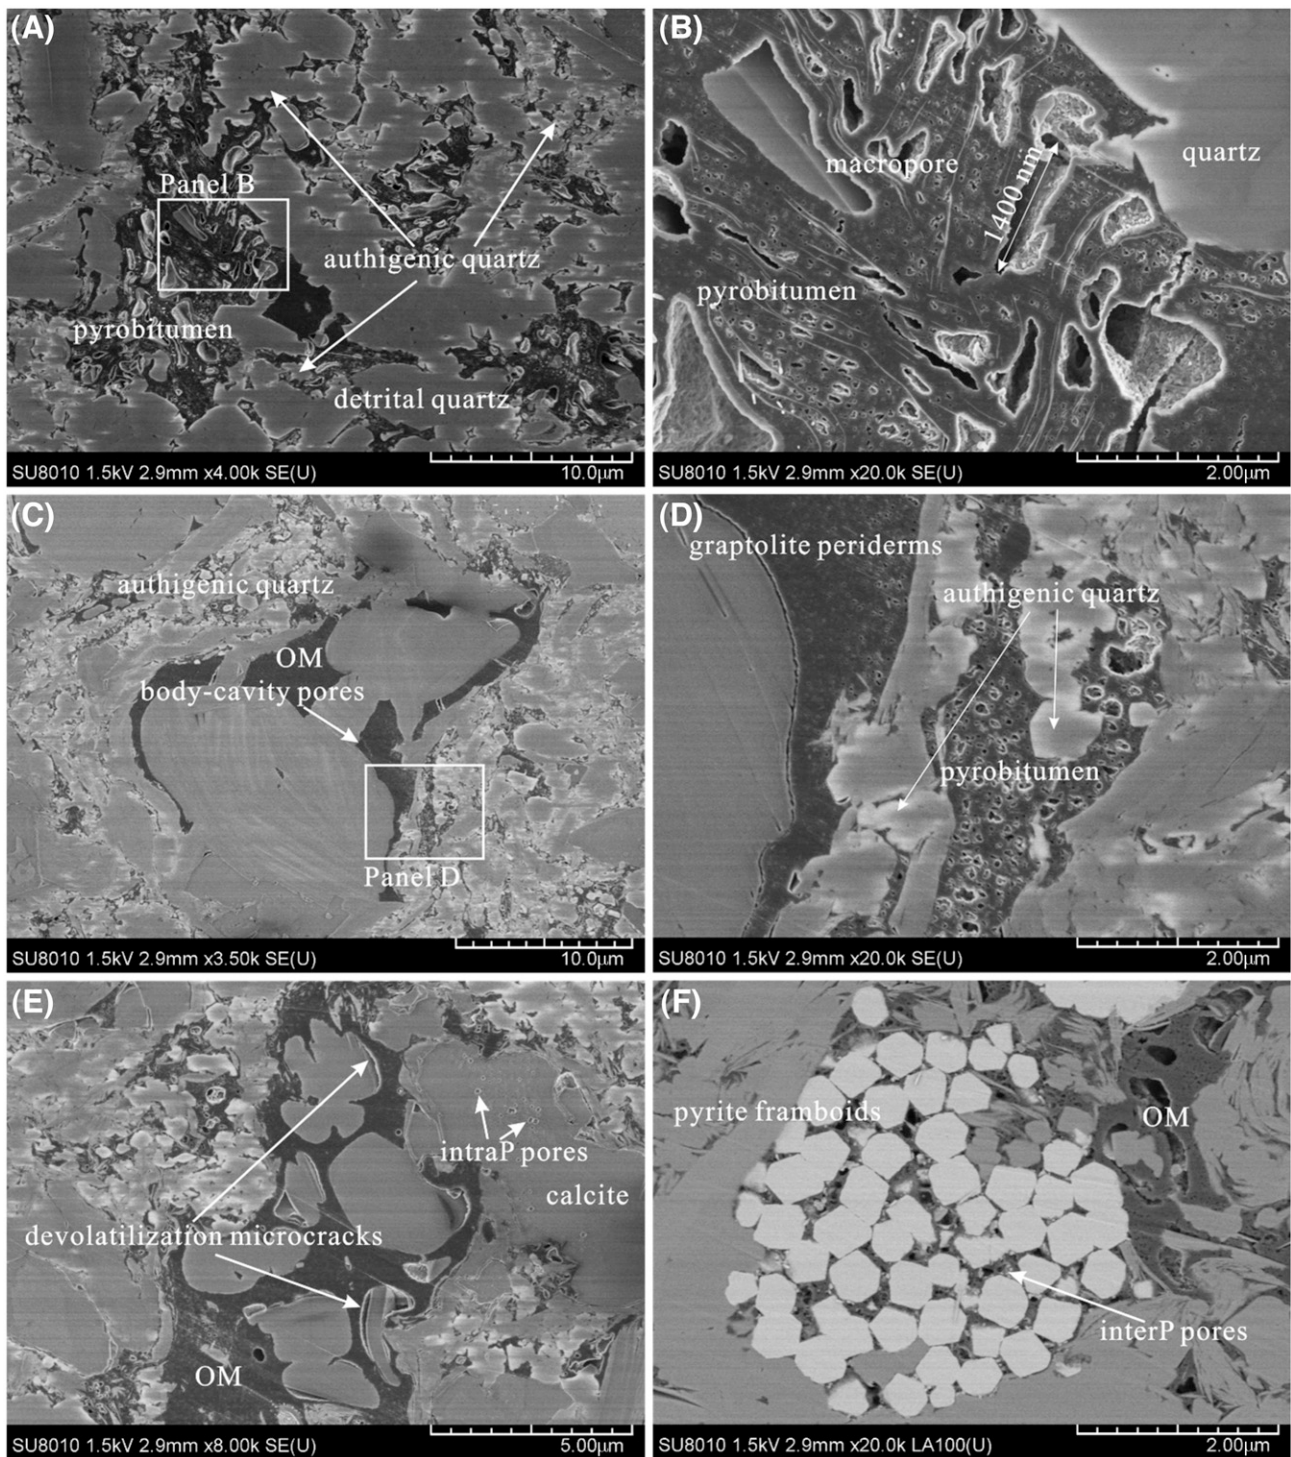 (A)
Panel B
authigenic quartz
pyrobitumen
detrital quartz
SU8010 1.5kV 2.9mm x4.00k SE(U)
10.0μm
(B)
macropore
quartz
1400 nm
pyrobitumen
SU8010 1.5kV 2.9mm x20.0k SE(U)
2.00μm
(C)
authigenic quartz
OM
body-cavity pores
Panel D
SU8010 1.5kV 2.9mm x3.50k SE(U)
10.0μm
(D)
graptolite periderms
authigenic quartz
pyrobitumen
SU8010 1.5kV 2.9mm x20.0k SE(U)
2.00μm
(E)
intraP pores
calcite
devolatilization microcracks
OM
SU8010 1.5kV 2.9mm x8.00k SE(U)
5.00μm
(F)
pyrite framboids
OM
interP pores
SU8010 1.5kV 2.9mm x20.0k LA100(U)
2.00μm